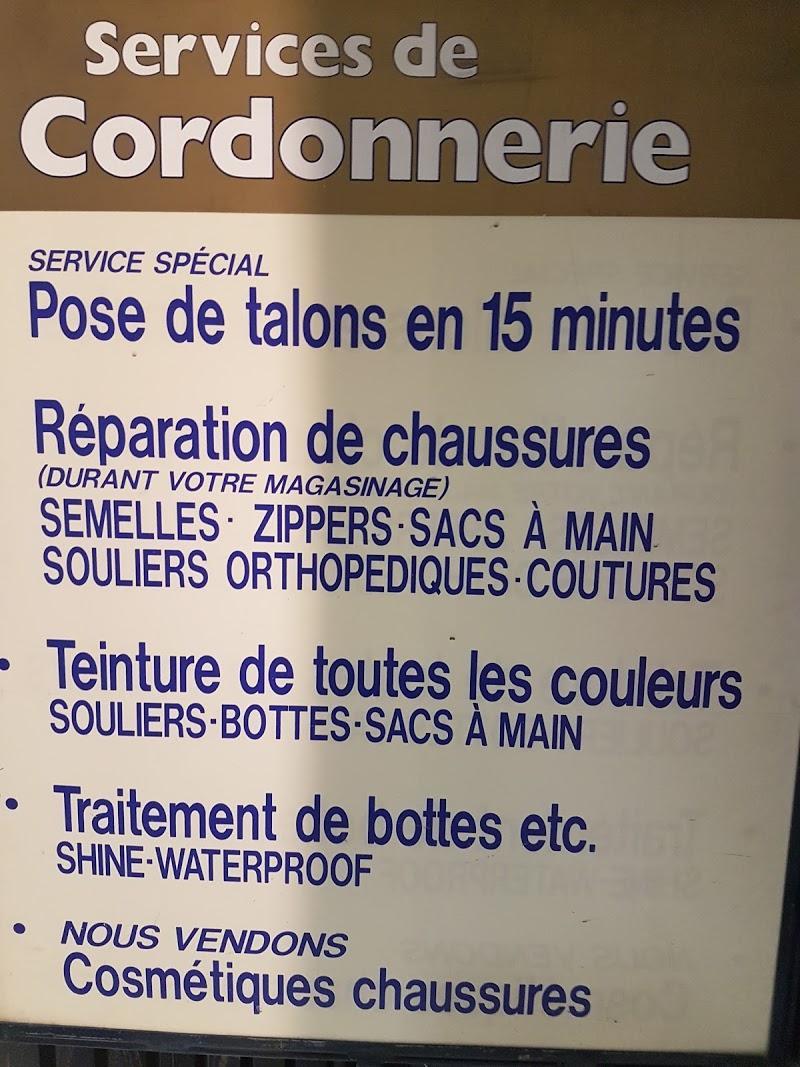 Services de
Cordonnerie
SERVICE SPÉCIAL
Pose de talons en 15 minutes
Réparation de chaussures
(DURANT VOTRE MAGASINAGE)
SEMELLES · ZIPPERS · SACS À MAIN
SOULIERS ORTHOPEDIQUES · COUTURES
• Teinture de toutes les couleurs
SOULIERS · BOTTES · SACS À MAIN
• Traitement de bottes etc.
SHINE · WATERPROOF
• NOUS VENDONS
Cosmétiques chaussures